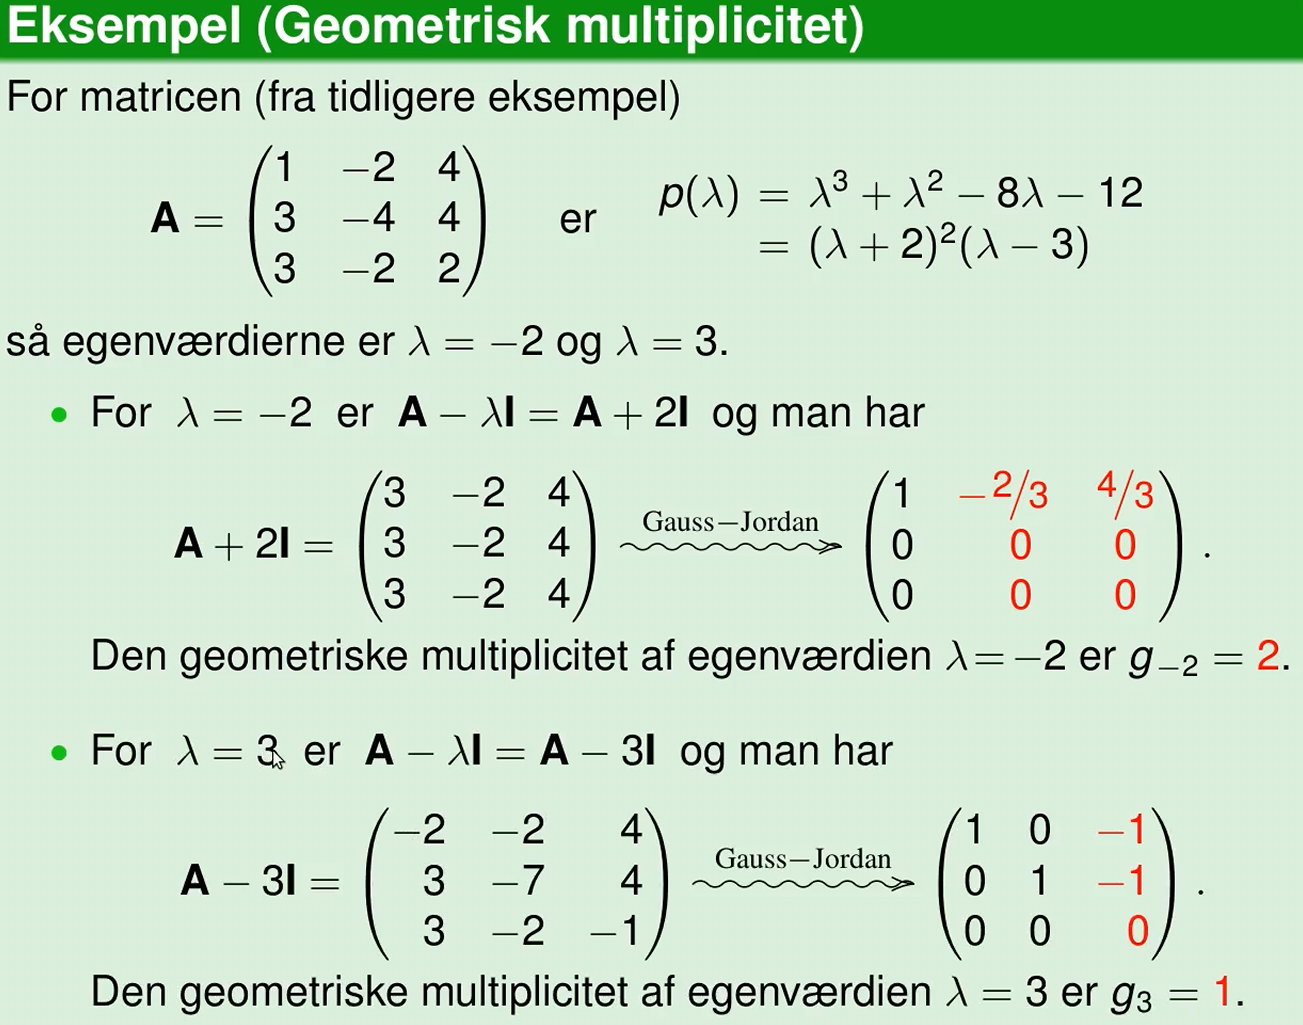 Eksempel (Geometrisk multiplicitet)
For matricen (fra tidligere eksempel)
A = (1 −2 4; 3 −4 4; 3 −2 2) er p(λ) = λ³ + λ² − 8λ − 12
= (λ + 2)²(λ − 3)
så egenværdierne er λ = −2 og λ = 3.
• For λ = −2 er A − λI = A + 2I og man har
A + 2I = (3 −2 4; 3 −2 4; 3 −2 4) Gauss−Jordan (1 −2/3 4/3; 0 0 0; 0 0 0).
Den geometriske multiplicitet af egenværdien λ = −2 er g₋₂ = 2.
• For λ = 3 er A − λI = A − 3I og man har
A − 3I = (−2 −2 4; 3 −7 4; 3 −2 −1) Gauss−Jordan (1 0 −1; 0 1 −1; 0 0 0).
Den geometriske multiplicitet af egenværdien λ = 3 er g₃ = 1.